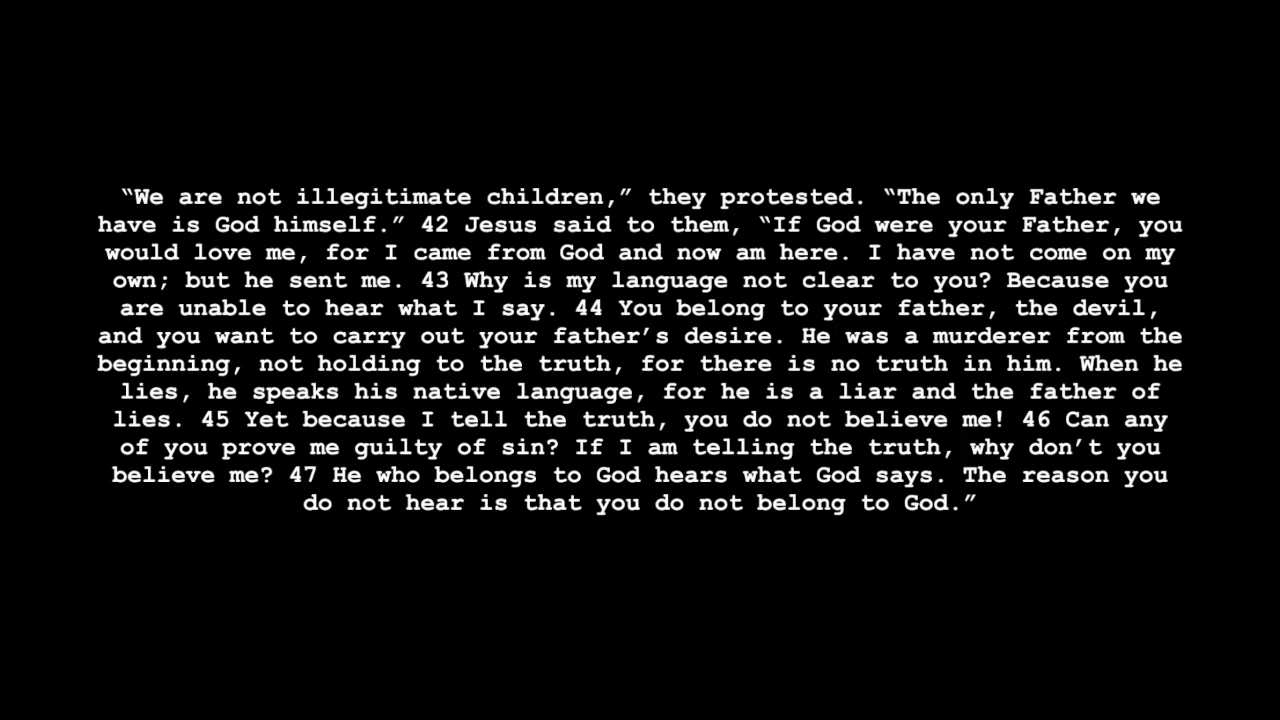 “We are not illegitimate children,” they protested. “The only Father we
have is God himself.” 42 Jesus said to them, “If God were your Father, you
would love me, for I came from God and now am here. I have not come on my
own; but he sent me. 43 Why is my language not clear to you? Because you
are unable to hear what I say. 44 You belong to your father, the devil,
and you want to carry out your father’s desire. He was a murderer from the
beginning, not holding to the truth, for there is no truth in him. When he
lies, he speaks his native language, for he is a liar and the father of
lies. 45 Yet because I tell the truth, you do not believe me! 46 Can any
of you prove me guilty of sin? If I am telling the truth, why don’t you
believe me? 47 He who belongs to God hears what God says. The reason you
do not hear is that you do not belong to God.”